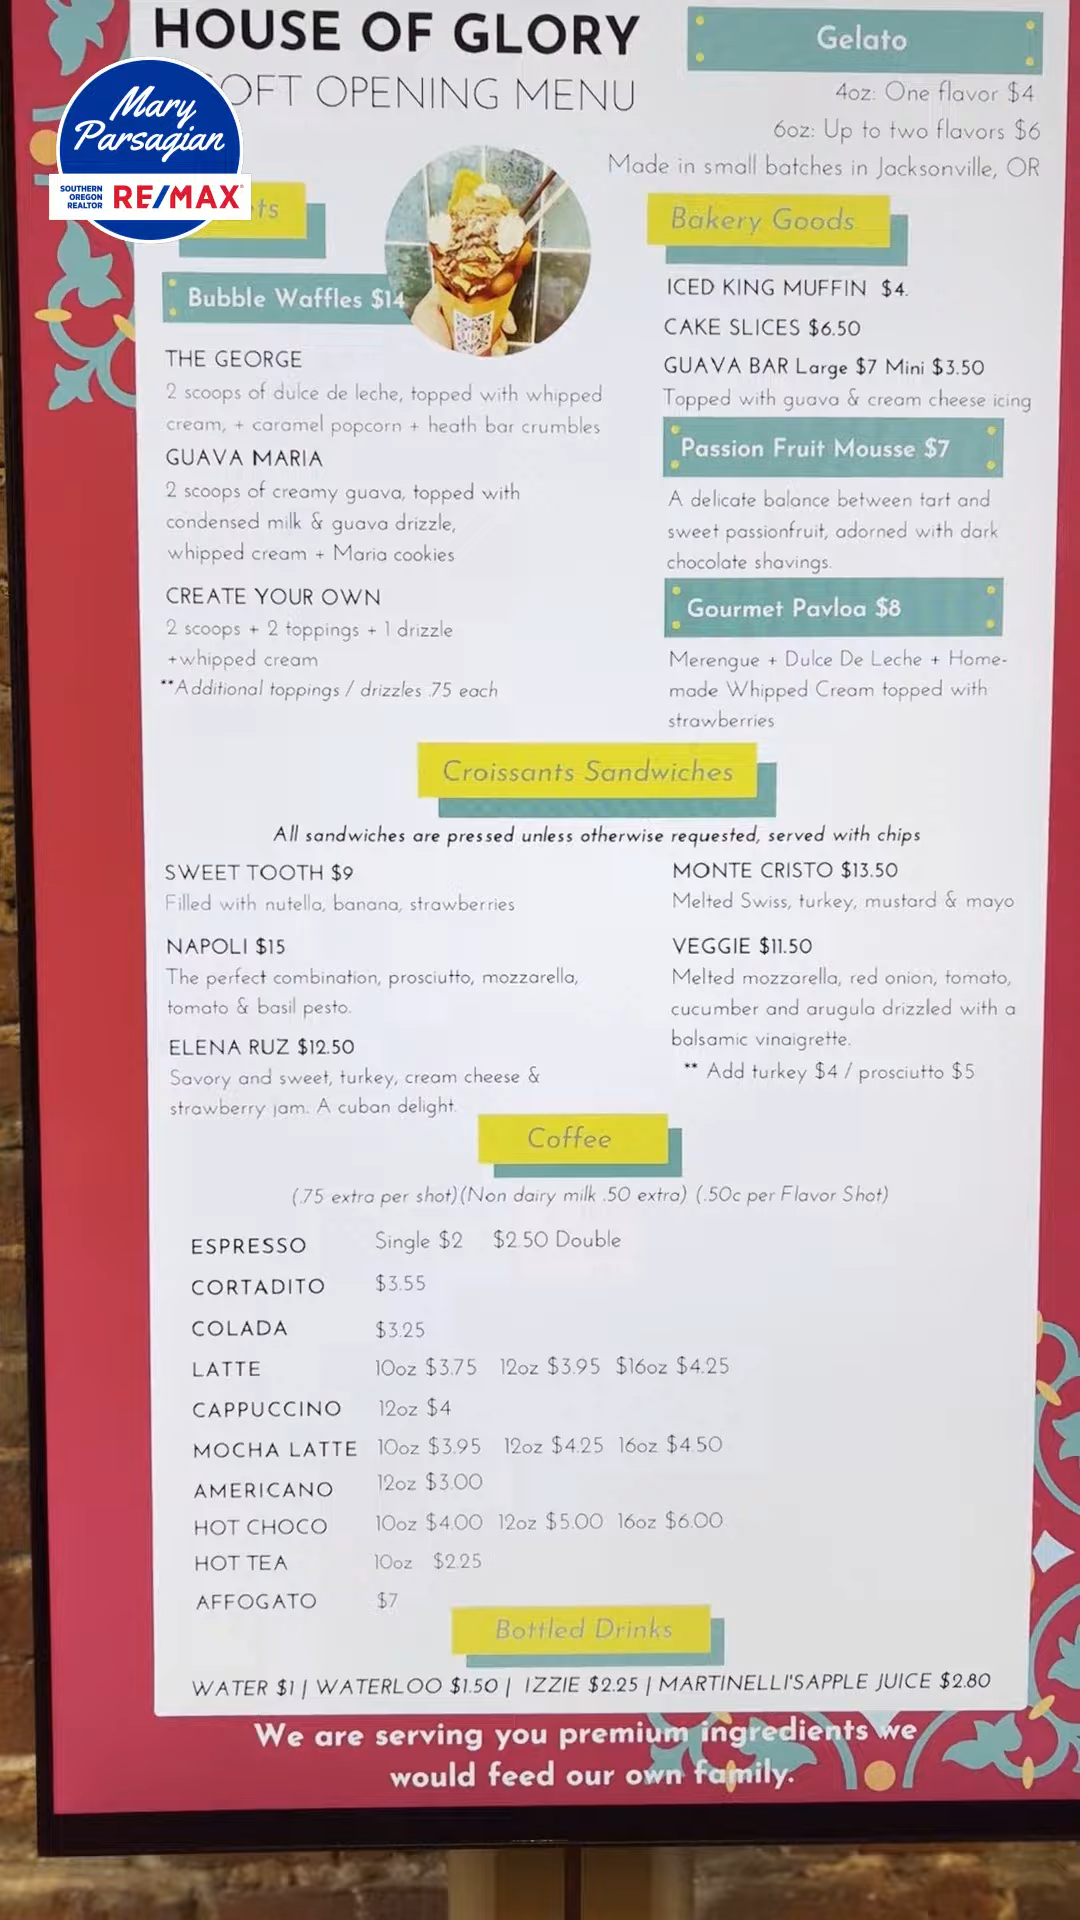 HOUSE OF GLORY
OFT OPENING MENU
Mary
Parsagian
SOUTHERN
OREGON
REALTOR
RE/MAX
Gelato
4oz: One flavor $4
6oz: Up to two flavors $6
Made in small batches in Jacksonville, OR
Bubble Waffles $14
THE GEORGE
2 scoops of dulce de leche, topped with whipped
cream, + caramel popcorn + heath bar crumbles
GUAVA MARIA
2 scoops of creamy guava, topped with
condensed milk & guava drizzle,
whipped cream + Maria cookies
CREATE YOUR OWN
2 scoops + 2 toppings + 1 drizzle
+whipped cream
**Additional toppings / drizzles .75 each
Bakery Goods
ICED KING MUFFIN $4.
CAKE SLICES $6.50
GUAVA BAR Large $7 Mini $3.50
Topped with guava & cream cheese icing
Passion Fruit Mousse $7
A delicate balance between tart and
sweet passionfruit, adorned with dark
chocolate shavings.
Gourmet Pavloa $8
Merengue + Dulce De Leche + Home-
made Whipped Cream topped with
strawberries
Croissants Sandwiches
All sandwiches are pressed unless otherwise requested, served with chips
SWEET TOOTH $9
Filled with nutella, banana, strawberries
NAPOLI $15
The perfect combination, prosciutto, mozzarella,
tomato & basil pesto.
ELENA RUZ $12.50
Savory and sweet, turkey, cream cheese &
strawberry jam. A cuban delight.
MONTE CRISTO $13.50
Melted Swiss, turkey, mustard & mayo
VEGGIE $11.50
Melted mozzarella, red onion, tomato,
cucumber and arugula drizzled with a
balsamic vinaigrette.
** Add turkey $4 / prosciutto $5
Coffee
(.75 extra per shot)(Non dairy milk .50 extra) (.50c per Flavor Shot)
ESPRESSO Single $2 $2.50 Double
CORTADITO $3.55
COLADA $3.25
LATTE 10oz $3.75 12oz $3.95 $16oz $4.25
CAPPUCCINO 12oz $4
MOCHA LATTE 10oz $3.95 12oz $4.25 16oz $4.50
AMERICANO 12oz $3.00
HOT CHOCO 10oz $4.00 12oz $5.00 16oz $6.00
HOT TEA 10oz $2.25
AFFOGATO $7
Bottled Drinks
WATER $1 | WATERLOO $1.50 | IZZIE $2.25 | MARTINELLI'SAPPLE JUICE $2.80
We are serving you premium ingredients we
would feed our own family.